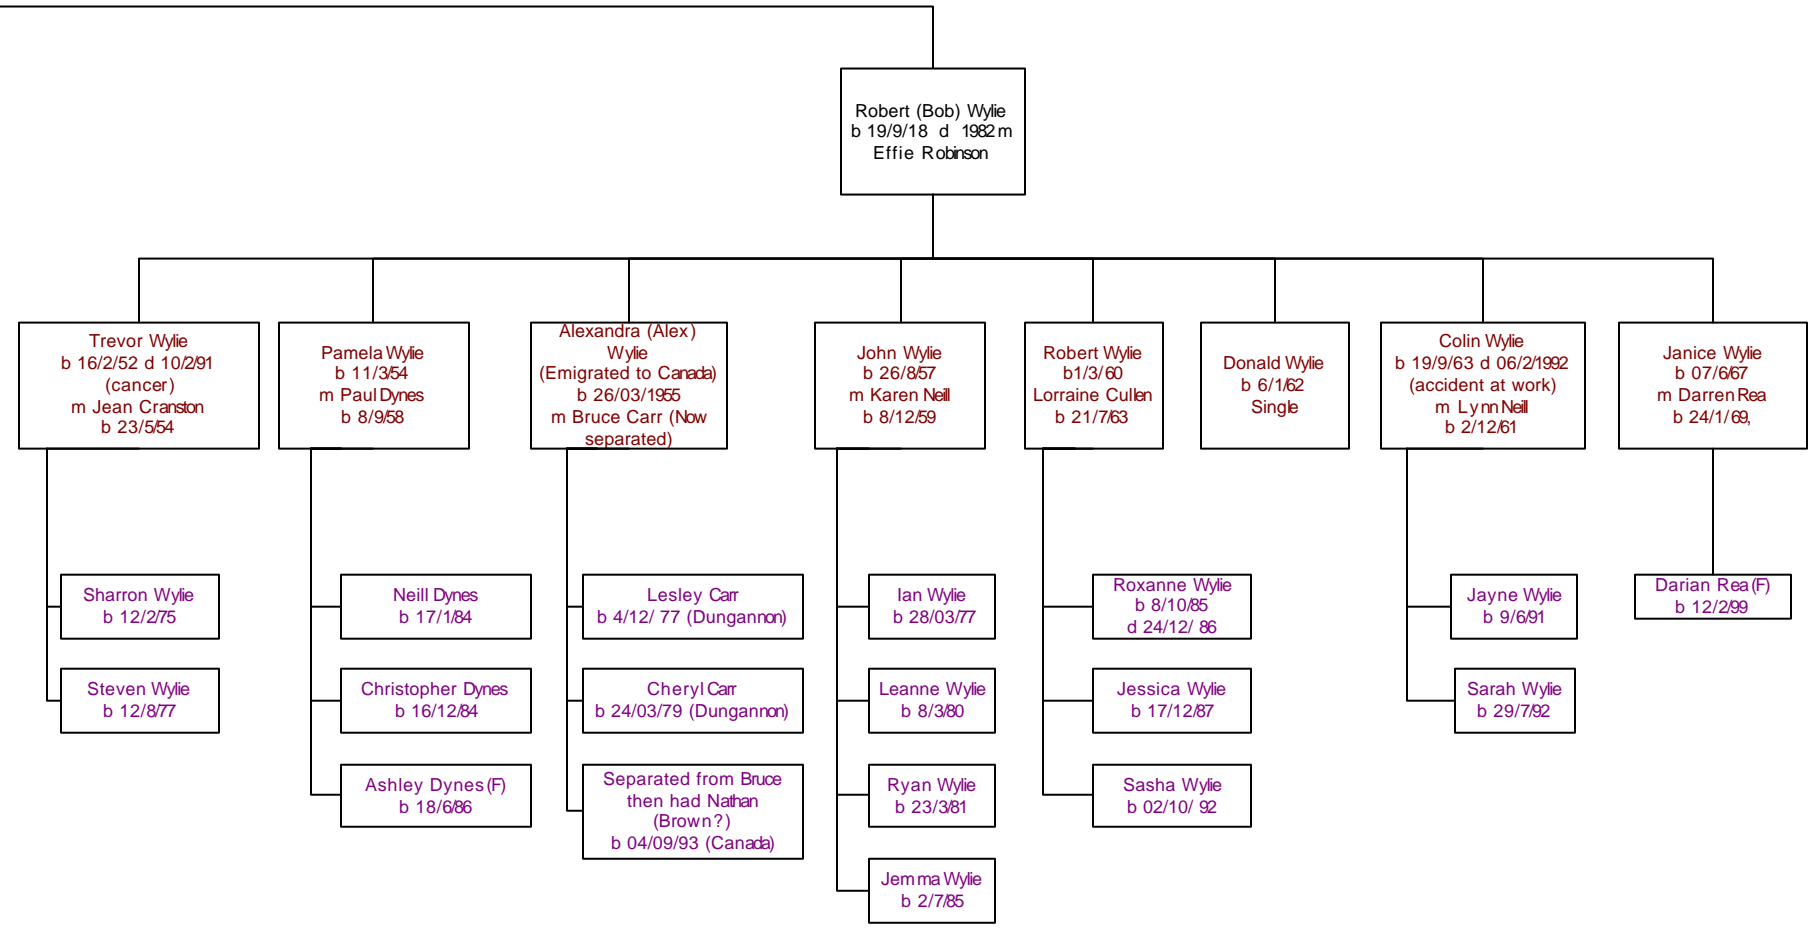 Robert (Bob) Wylie
b 19/9/18 d 1982 m
Effie Robinson
Trevor Wylie
b 16/2/52 d 10/2/91
(cancer)
m Jean Cranston
b 23/5/54
Pamela Wylie
b 11/3/54
m Paul Dynes
b 8/9/58
Alexandra (Alex)
Wylie
(Emigrated to Canada)
b 26/03/1955
m Bruce Carr (Now
separated)
John Wylie
b 26/8/57
m Karen Neill
b 8/12/59
Robert Wylie
b1/3/60
Lorraine Cullen
b 21/7/63
Donald Wylie
b 6/1/62
Single
Colin Wylie
b 19/9/63 d 06/2/1992
(accident at work)
m Lynn Neill
b 2/12/61
Janice Wylie
b 07/6/67
m Darren Rea
b 24/1/69,
Sharron Wylie
b 12/2/75
Steven Wylie
b 12/8/77
Neill Dynes
b 17/1/84
Christopher Dynes
b 16/12/84
Ashley Dynes (F)
b 18/6/86
Lesley Carr
b 4/12/ 77 (Dungannon)
Cheryl Carr
b 24/03/79 (Dungannon)
Separated from Bruce
then had Nathan
(Brown?)
b 04/09/93 (Canada)
Ian Wylie
b 28/03/77
Leanne Wylie
b 8/3/80
Ryan Wylie
b 23/3/81
Jemma Wylie
b 2/7/85
Roxanne Wylie
b 8/10/85
d 24/12/ 86
Jessica Wylie
b 17/12/87
Sasha Wylie
b 02/10/ 92
Jayne Wylie
b 9/6/91
Sarah Wylie
b 29/7/92
Darian Rea (F)
b 12/2/99